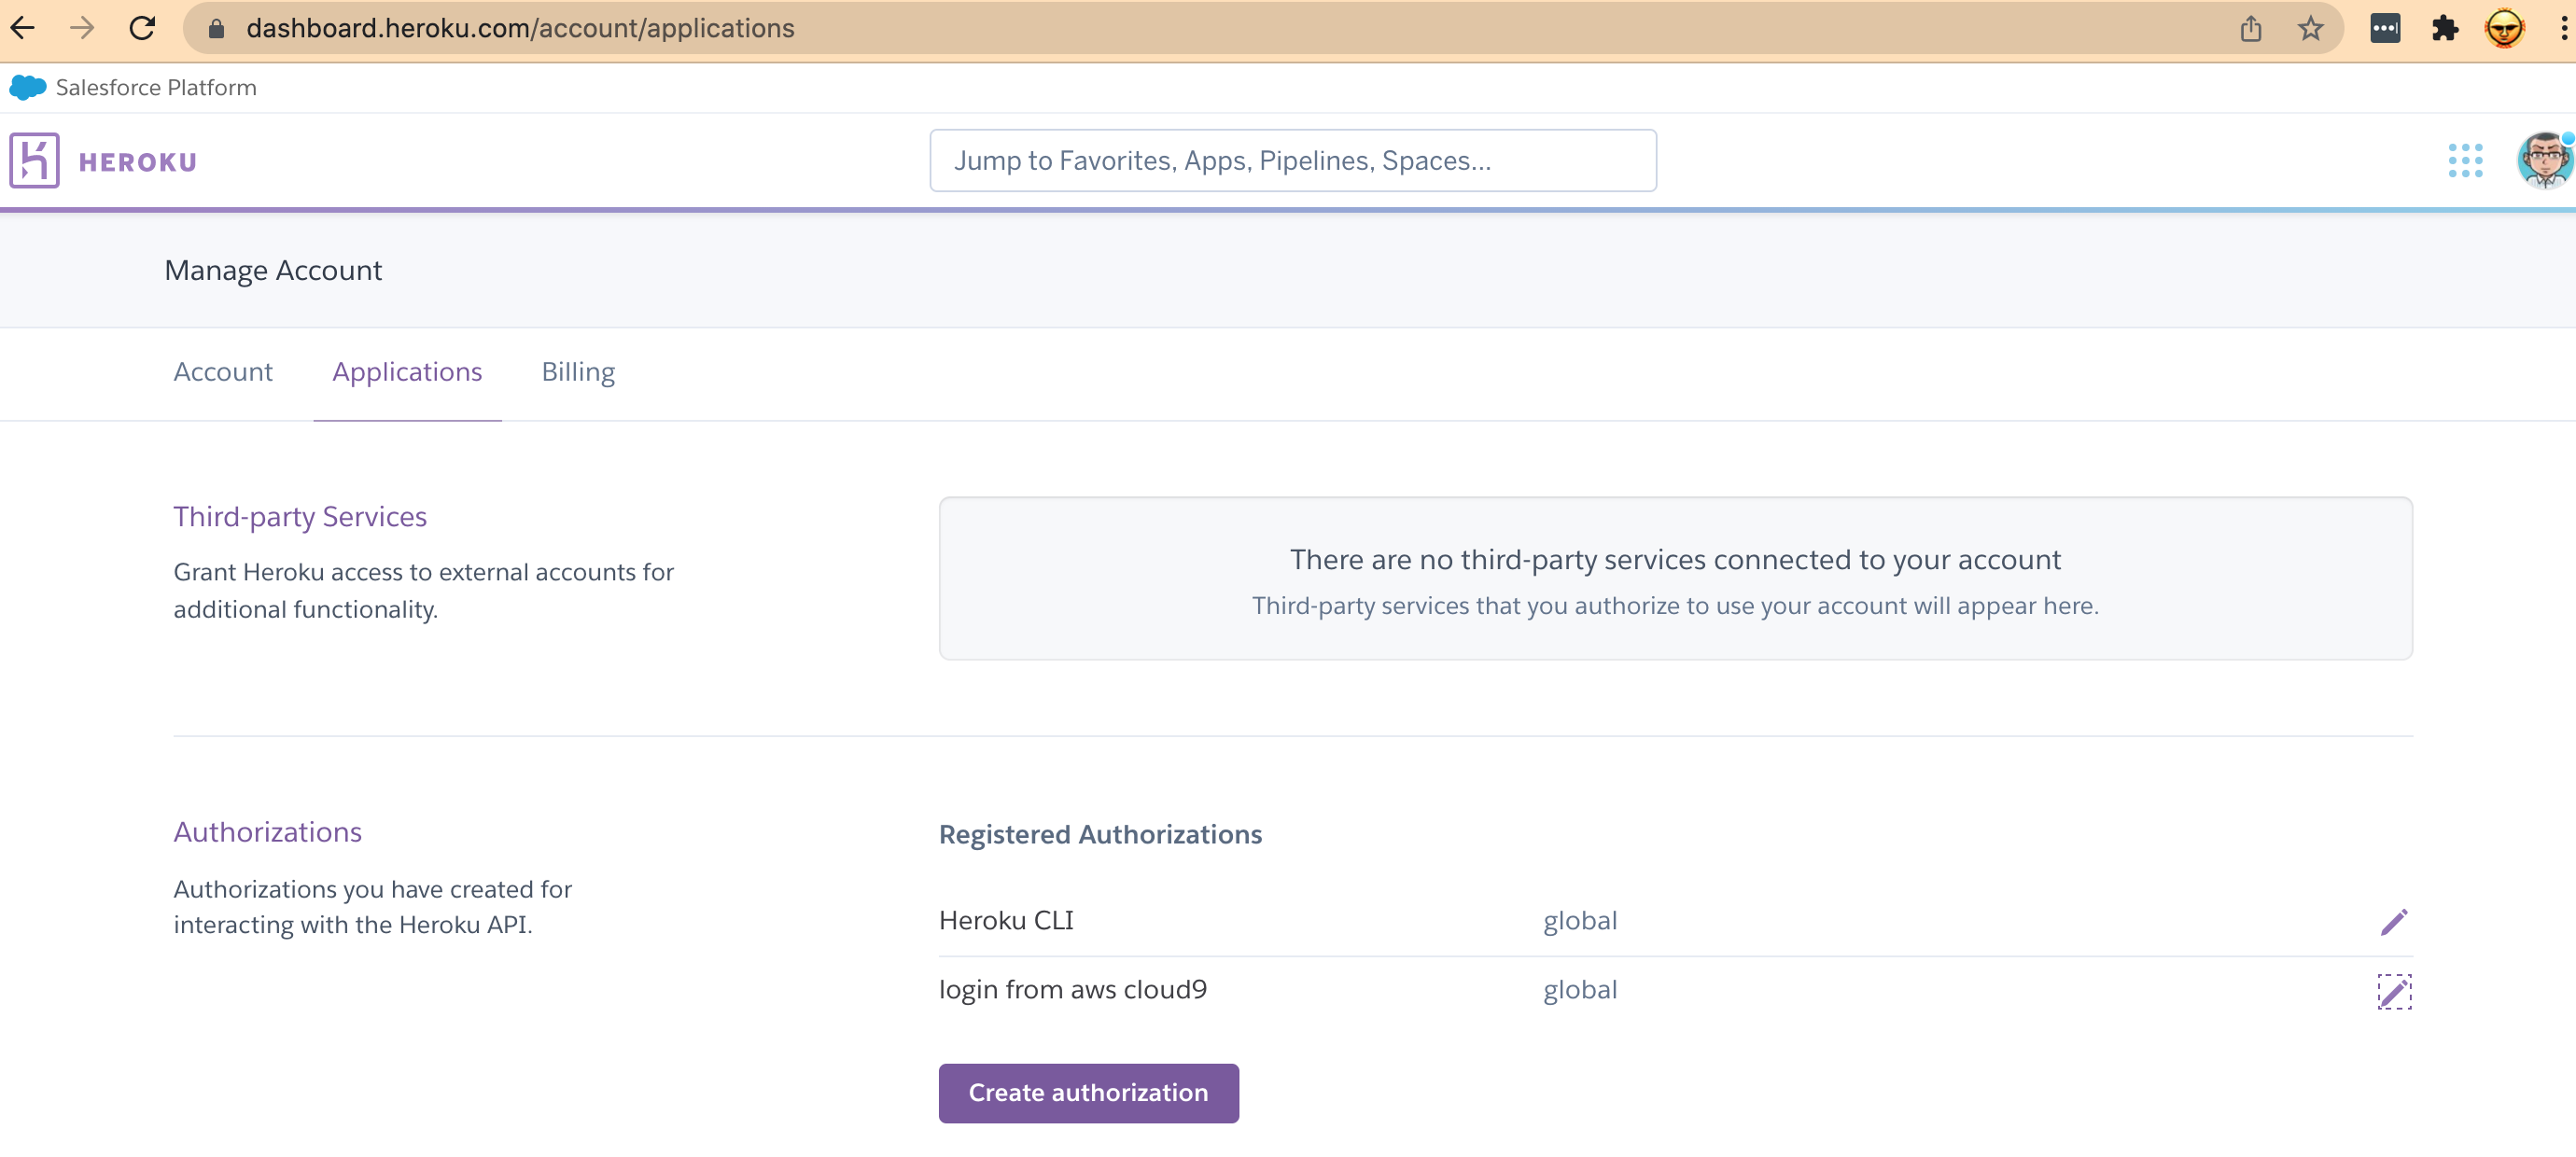 dashboard.heroku.com/account/applications
Salesforce Platform
HEROKU
Jump to Favorites, Apps, Pipelines, Spaces...
Manage Account
Account
Applications
Billing
Third-party Services
Grant Heroku access to external accounts for
additional functionality.
There are no third-party services connected to your account
Third-party services that you authorize to use your account will appear here.
Authorizations
Authorizations you have created for
interacting with the Heroku API.
Registered Authorizations
Heroku CLI global
login from aws cloud9 global
Create authorization